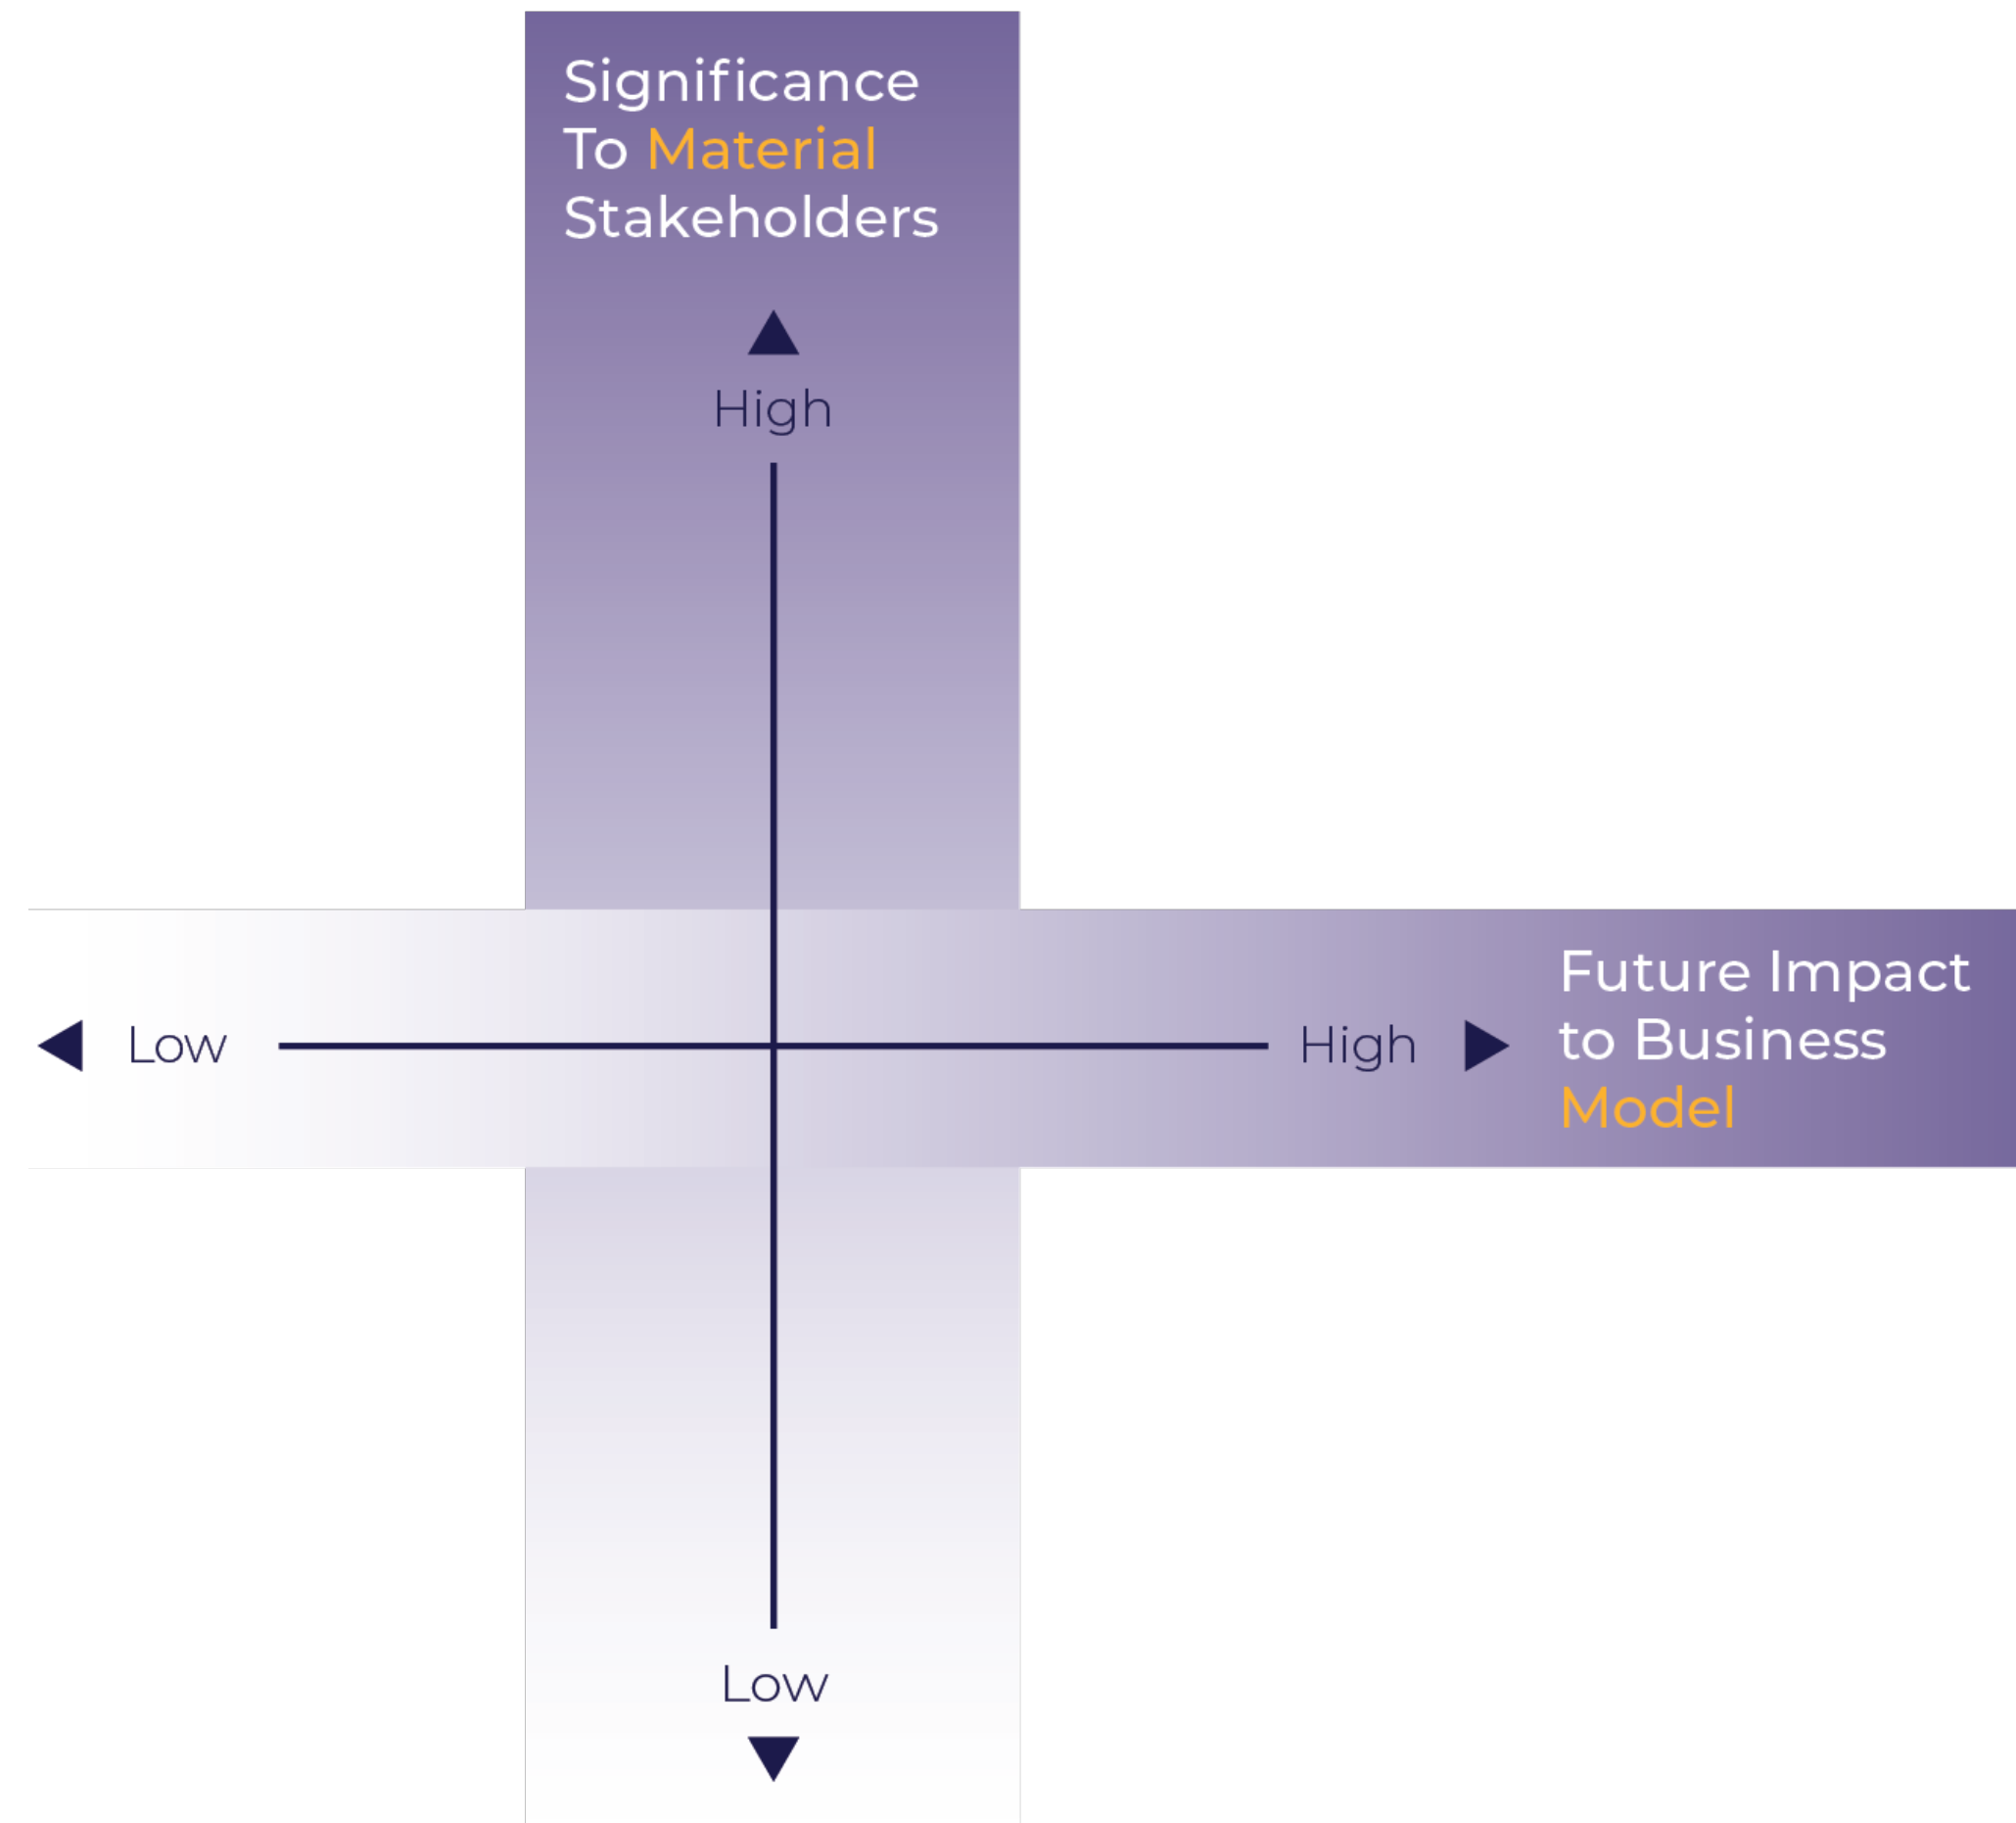 Significance
To Material
Stakeholders
High
Low
High
Future Impact
to Business
Model
Low